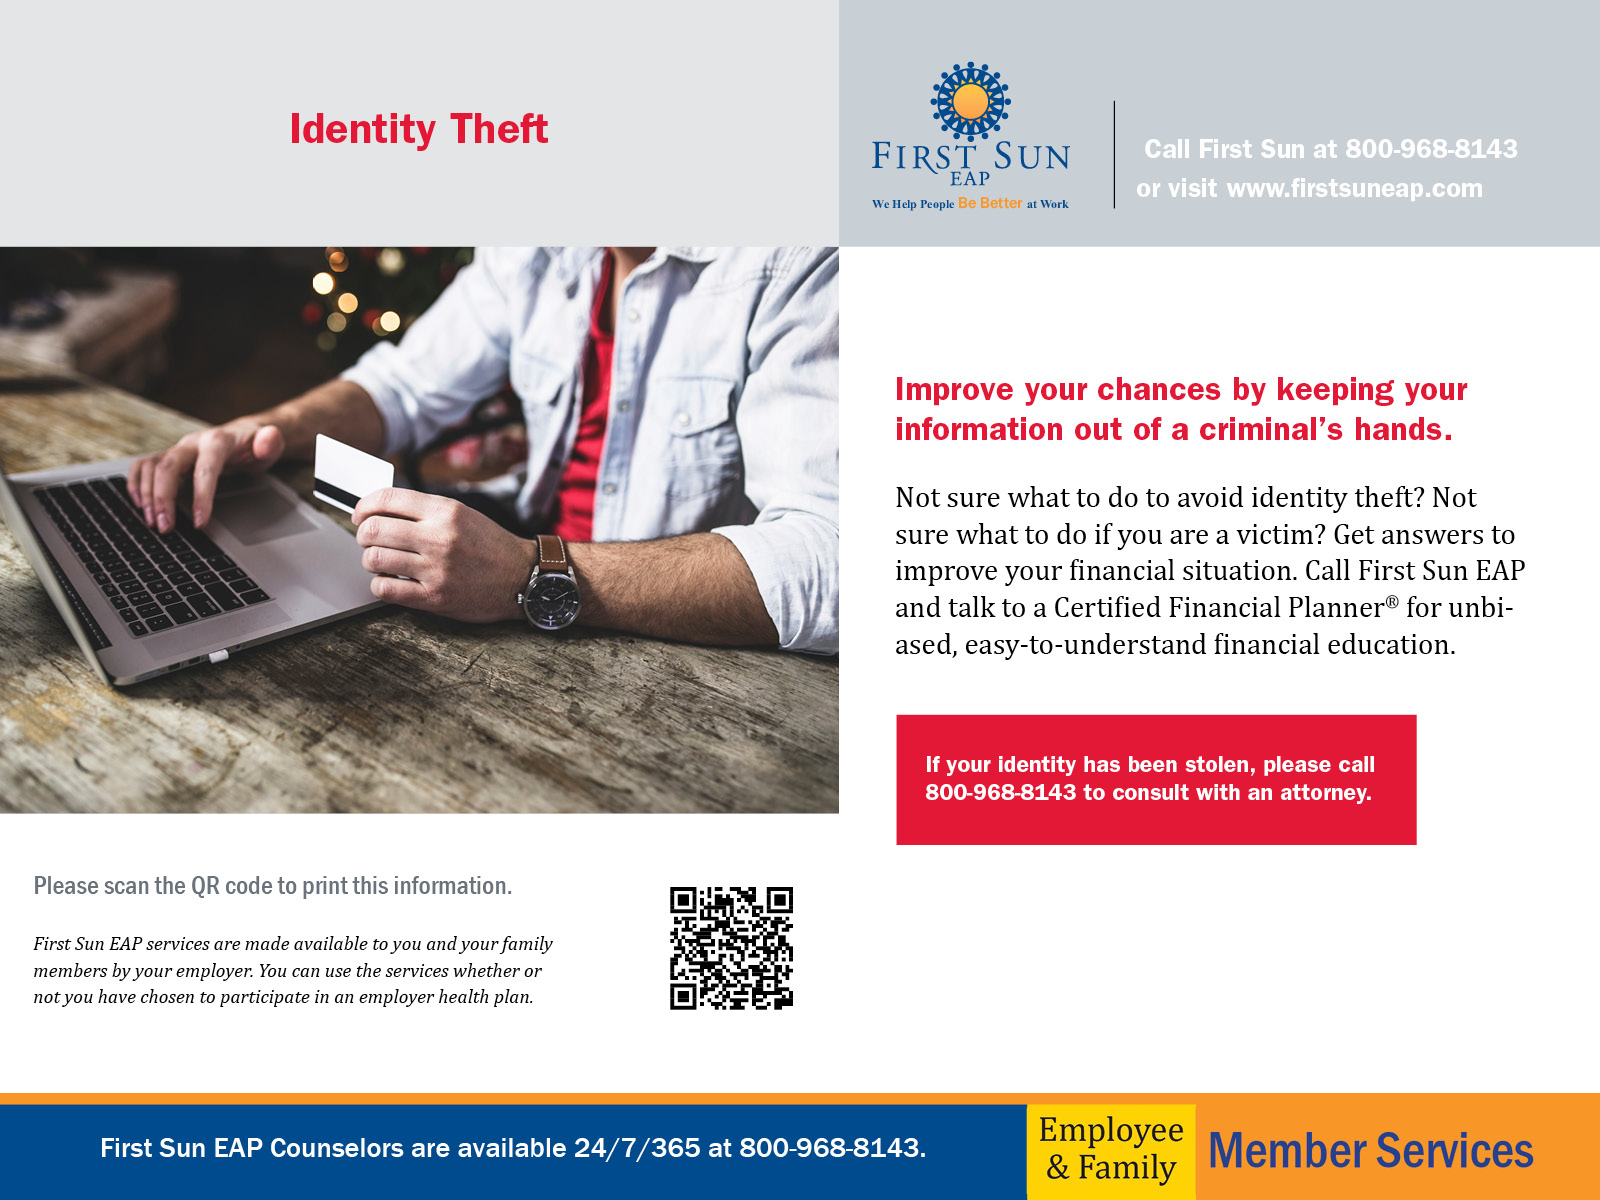 Identity Theft
FIRST SUN
EAP
We Help People Be Better at Work
Call First Sun at 800-968-8143
or visit www.firstsuneap.com
Improve your chances by keeping your
information out of a criminal’s hands.
Not sure what to do to avoid identity theft? Not
sure what to do if you are a victim? Get answers to
improve your financial situation. Call First Sun EAP
and talk to a Certified Financial Planner® for unbi-
ased, easy-to-understand financial education.
If your identity has been stolen, please call
800-968-8143 to consult with an attorney.
Please scan the QR code to print this information.
First Sun EAP services are made available to you and your family
members by your employer. You can use the services whether or
not you have chosen to participate in an employer health plan.
First Sun EAP Counselors are available 24/7/365 at 800-968-8143.
Employee
& Family
Member Services